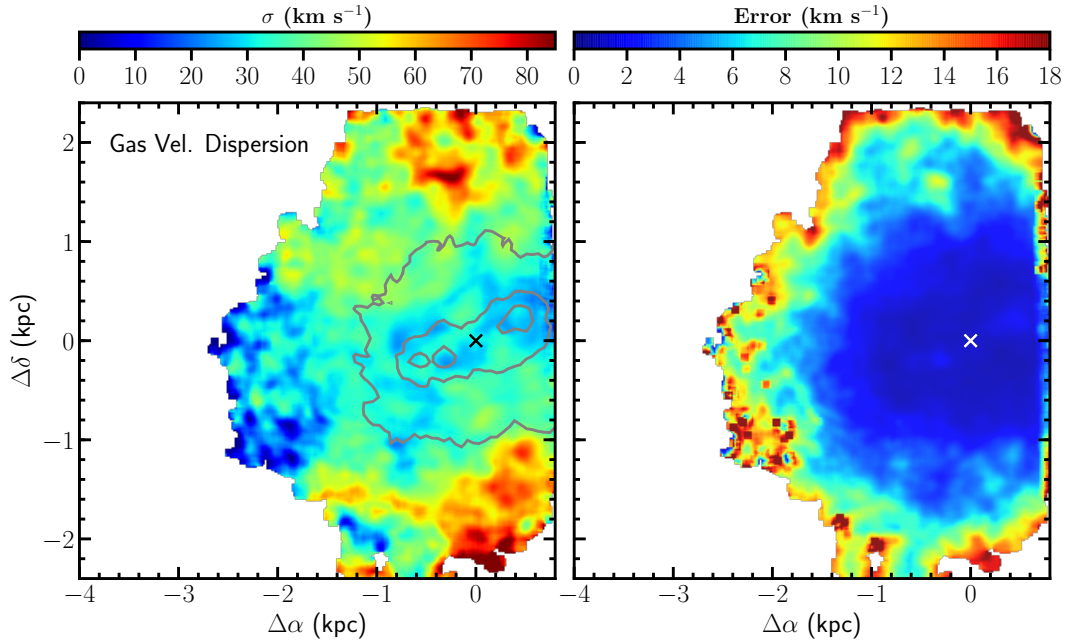 σ (km s⁻¹)
0 10 20 30 40 50 60 70 80
Error (km s⁻¹)
0 2 4 6 8 10 12 14 16 18
Gas Vel. Dispersion
2
1
0
−1
−2
Δδ (kpc)
−4 −3 −2 −1 0
Δα (kpc)
−4 −3 −2 −1 0
Δα (kpc)